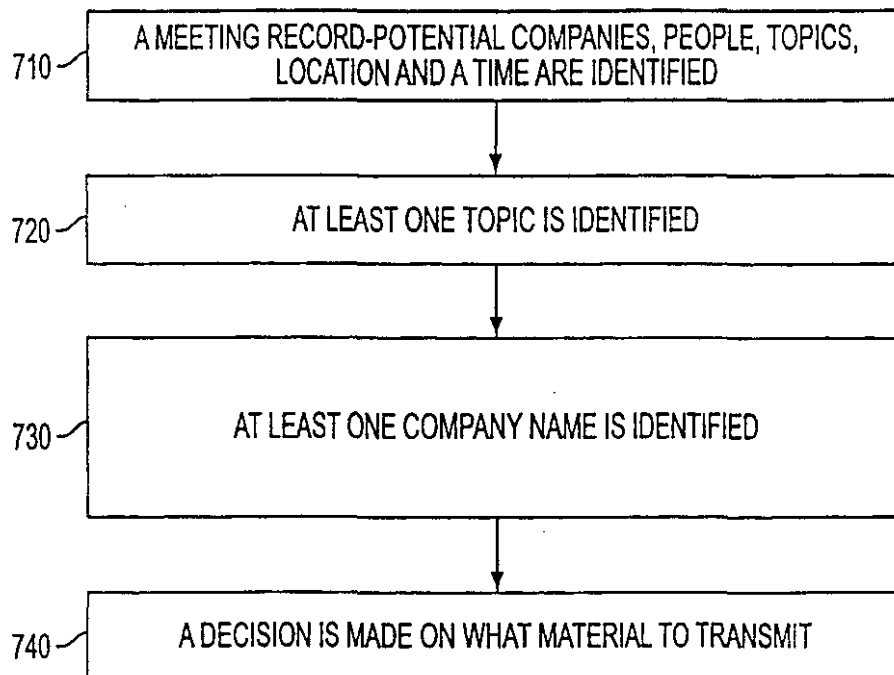 710
A MEETING RECORD-POTENTIAL COMPANIES, PEOPLE, TOPICS,
LOCATION AND A TIME ARE IDENTIFIED
720
AT LEAST ONE TOPIC IS IDENTIFIED
730
AT LEAST ONE COMPANY NAME IS IDENTIFIED
740
A DECISION IS MADE ON WHAT MATERIAL TO TRANSMIT